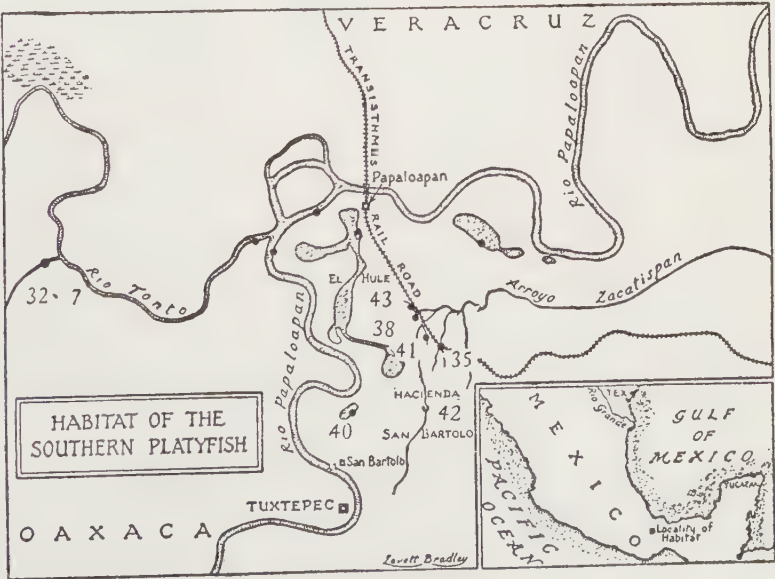 VERACRUZ
TRANSISTHMUS RAIL ROAD
Rio Papaloapan
Papaloapan
Rio Tonto
32· 7
EL HULE
43
38
41
35
Arroyo Zacatispan
Rio Papaloapan
HACIENDA
42
SAN BARTOLO
40
San Bartolo
TUXTEPEC
HABITAT OF THE
SOUTHERN PLATYFISH
OAXACA
Lovett Bradley
MEXICO
TEX.
Rio Grande
GULF
OF
MEXICO
YUCATAN
PACIFIC
OCEAN
Locality of
Habitat